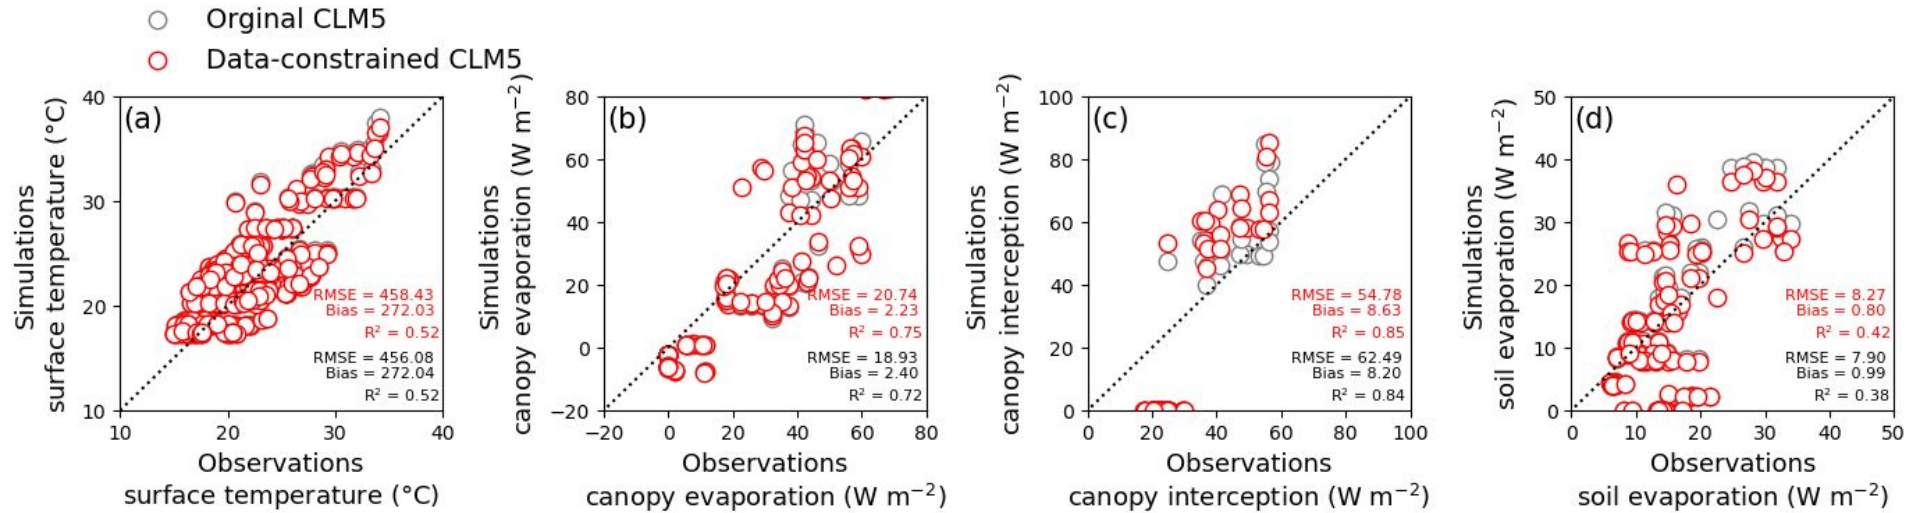 Orginal CLM5
Data-constrained CLM5
Simulations
surface temperature (°C)
40
30
20
10
(a)
RMSE = 458.43
Bias = 272.03
R² = 0.52
RMSE = 456.08
Bias = 272.04
R² = 0.52
10 20 30 40
Observations
surface temperature (°C)
Simulations
canopy evaporation (W m⁻²)
80
60
40
20
0
−20
(b)
RMSE = 20.74
Bias = 2.23
R² = 0.75
RMSE = 18.93
Bias = 2.40
R² = 0.72
−20 0 20 40 60 80
Observations
canopy evaporation (W m⁻²)
Simulations
canopy interception (W m⁻²)
100
80
60
40
20
0
(c)
RMSE = 54.78
Bias = 8.63
R² = 0.85
RMSE = 62.49
Bias = 8.20
R² = 0.84
0 20 40 60 80 100
Observations
canopy interception (W m⁻²)
Simulations
soil evaporation (W m⁻²)
50
40
30
20
10
0
(d)
RMSE = 8.27
Bias = 0.80
R² = 0.42
RMSE = 7.90
Bias = 0.99
R² = 0.38
0 10 20 30 40 50
Observations
soil evaporation (W m⁻²)